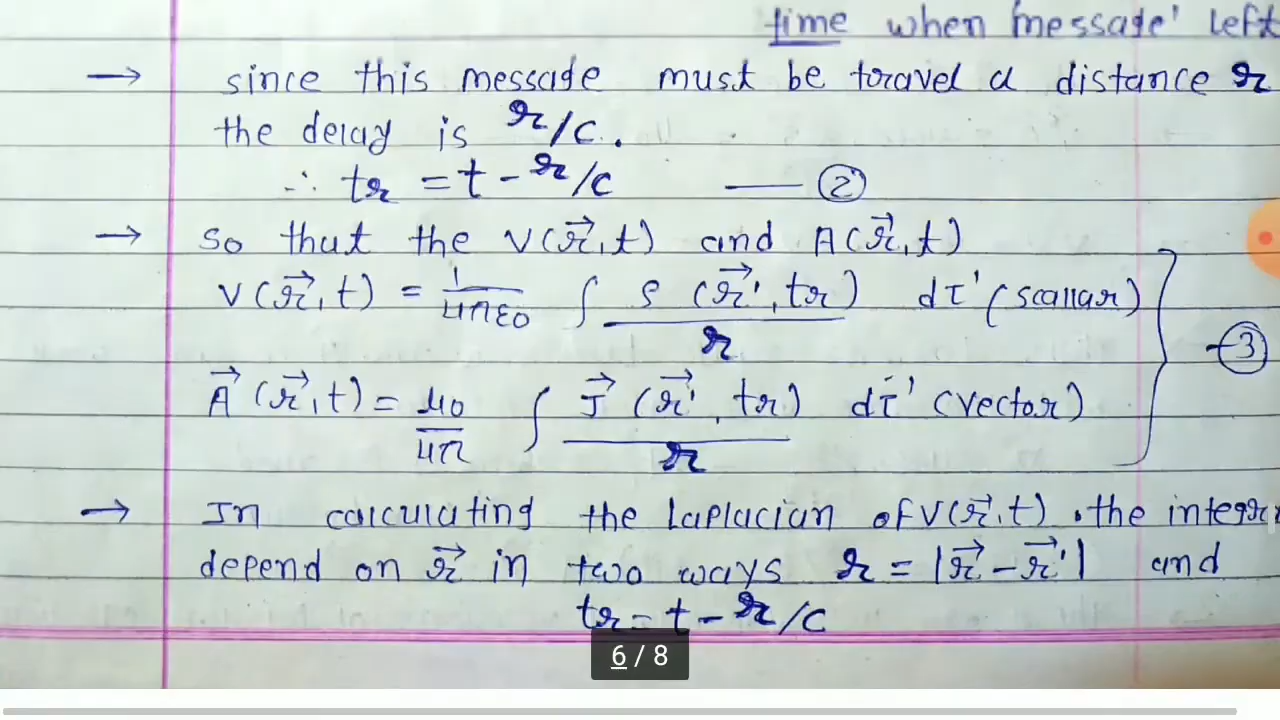 time when 'message' left
→ since this message must be travel a distance r
the delay is r/c.
∴ tr = t - r/c —— ②
→ so that the V(r⃗, t) and A(r⃗, t)
V(r⃗, t) = 1/4πε0 ∫ ρ(r⃗', tr)/r dτ' (scallar)
A⃗(r⃗, t) = μ0/4π ∫ J⃗(r⃗', tr)/r dτ' (vector) } - ③
→ In calculating the Laplacian of V(r⃗, t), the integr
depend on r⃗ in two ways r = |r⃗ - r⃗'| and
tr = t - r/c
6 / 8